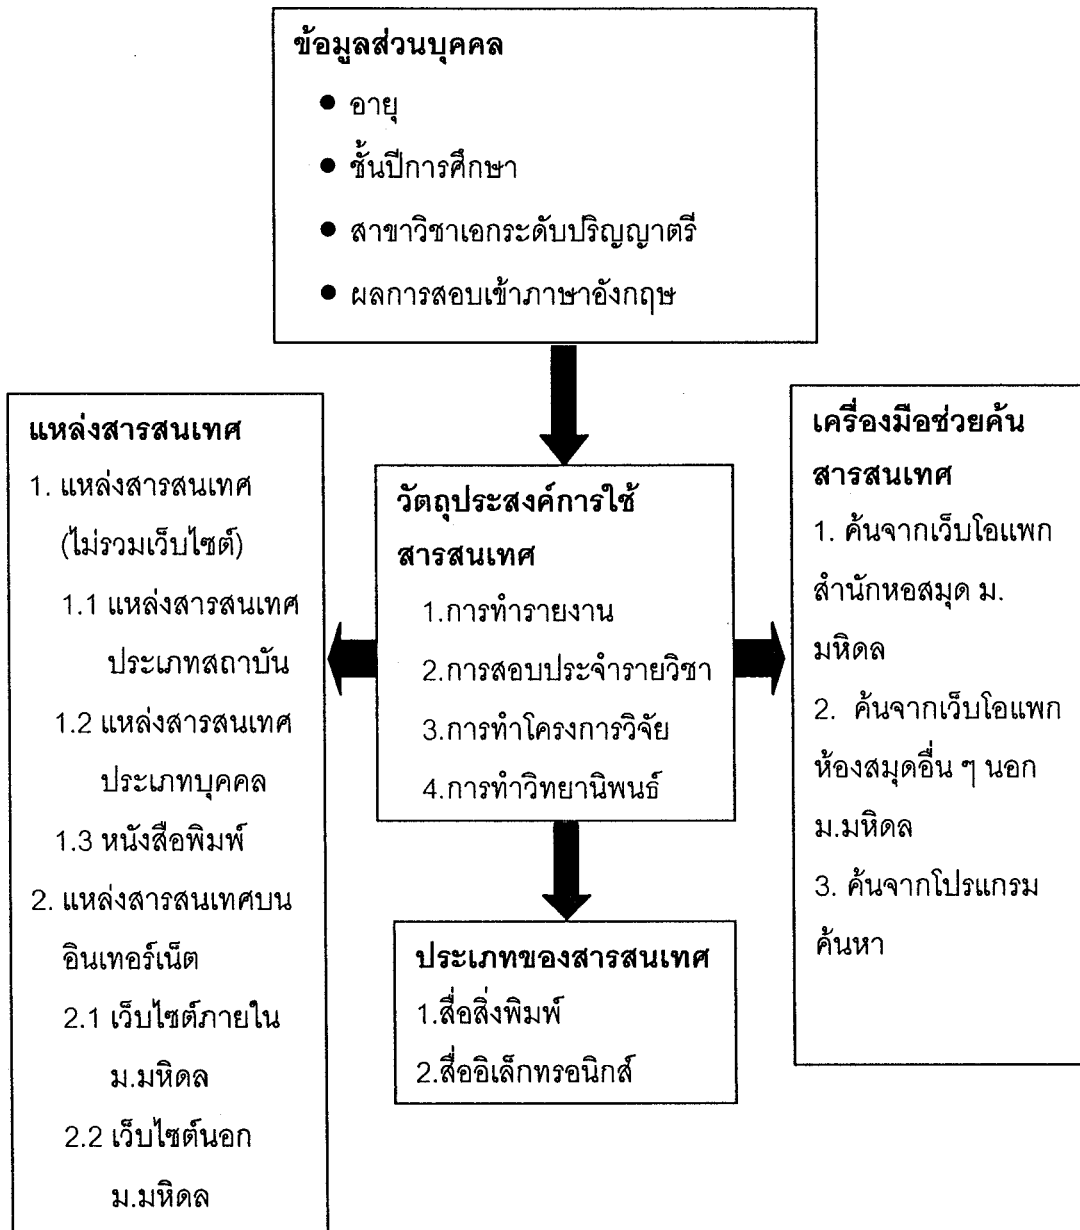 ข้อมูลส่วนบุคคล
● อายุ
● ชั้นปีการศึกษา
● สาขาวิชาเอกระดับปริญญาตรี
● ผลการสอบเข้าภาษาอังกฤษ
แหล่งสารสนเทศ
1. แหล่งสารสนเทศ
(ไม่รวมเว็บไซต์)
1.1 แหล่งสารสนเทศ
ประเภทสถาบัน
1.2 แหล่งสารสนเทศ
ประเภทบุคคล
1.3 หนังสือพิมพ์
2. แหล่งสารสนเทศบน
อินเทอร์เน็ต
2.1 เว็บไซต์ภายใน
ม.มหิดล
2.2 เว็บไซต์นอก
ม.มหิดล
วัตถุประสงค์การใช้
สารสนเทศ
1.การทำรายงาน
2.การสอบประจำรายวิชา
3.การทำโครงการวิจัย
4.การทำวิทยานิพนธ์
ประเภทของสารสนเทศ
1.สื่อสิ่งพิมพ์
2.สื่ออิเล็กทรอนิกส์
เครื่องมือช่วยค้น
สารสนเทศ
1. ค้นจากเว็บโอแพก
สำนักหอสมุด ม.
มหิดล
2. ค้นจากเว็บโอแพก
ห้องสมุดอื่น ๆ นอก
ม.มหิดล
3. ค้นจากโปรแกรม
ค้นหา